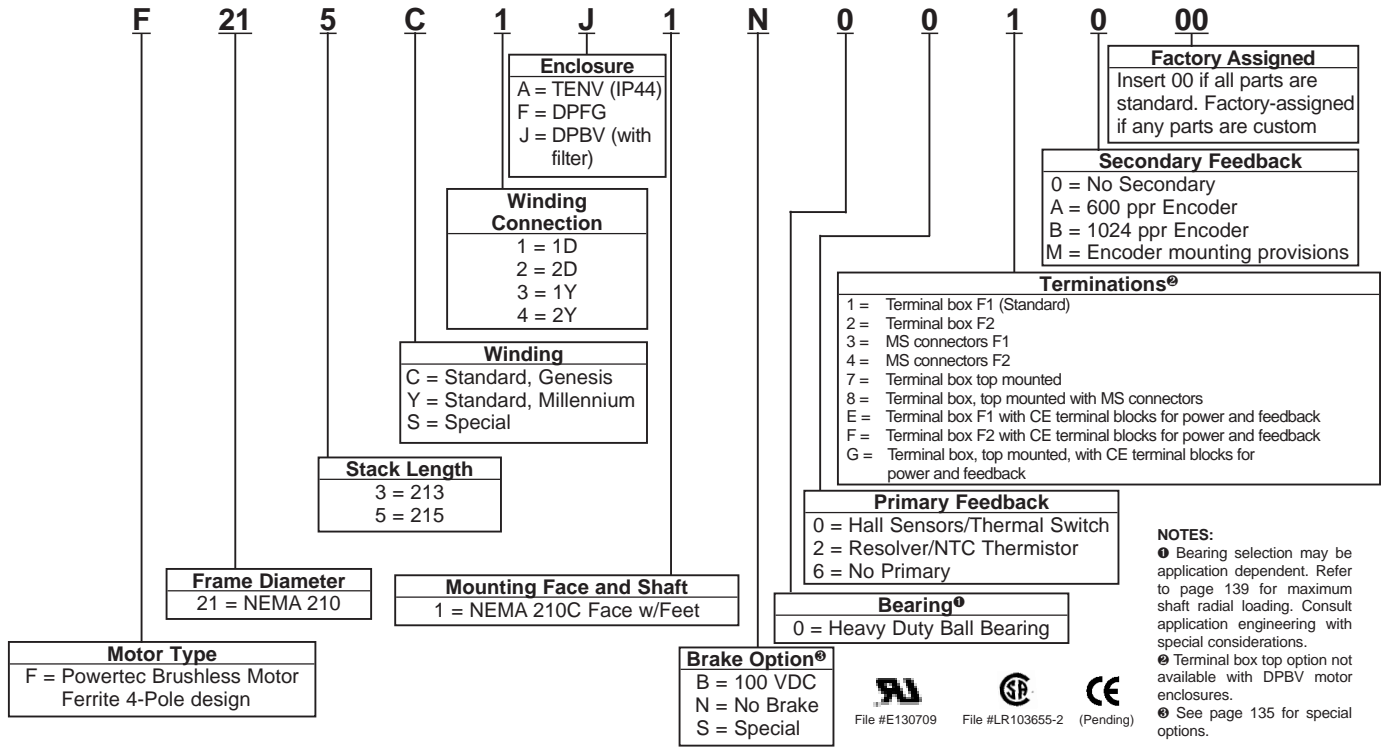 F 21 5 C 1 J 1 N 0 0 1 0 00
Enclosure
A = TENV (IP44)
F = DPFG
J = DPBV (with
filter)
Factory Assigned
Insert 00 if all parts are
standard. Factory-assigned
if any parts are custom
Secondary Feedback
0 = No Secondary
A = 600 ppr Encoder
B = 1024 ppr Encoder
M = Encoder mounting provisions
Winding
Connection
1 = 1D
2 = 2D
3 = 1Y
4 = 2Y
Terminations❷
1 = Terminal box F1 (Standard)
2 = Terminal box F2
3 = MS connectors F1
4 = MS connectors F2
7 = Terminal box top mounted
8 = Terminal box, top mounted with MS connectors
E = Terminal box F1 with CE terminal blocks for power and feedback
F = Terminal box F2 with CE terminal blocks for power and feedback
G = Terminal box, top mounted, with CE terminal blocks for
power and feedback
Winding
C = Standard, Genesis
Y = Standard, Millennium
S = Special
Stack Length
3 = 213
5 = 215
Primary Feedback
0 = Hall Sensors/Thermal Switch
2 = Resolver/NTC Thermistor
6 = No Primary
Frame Diameter
21 = NEMA 210
Mounting Face and Shaft
1 = NEMA 210C Face w/Feet
Bearing❶
0 = Heavy Duty Ball Bearing
Motor Type
F = Powertec Brushless Motor
Ferrite 4-Pole design
Brake Option❸
B = 100 VDC
N = No Brake
S = Special
RU
File #E130709
SP
File #LR103655-2
CE
(Pending)
NOTES:
❶ Bearing selection may be
application dependent. Refer
to page 139 for maximum
shaft radial loading. Consult
application engineering with
special considerations.
❷ Terminal box top option not
available with DPBV motor
enclosures.
❸ See page 135 for special
options.